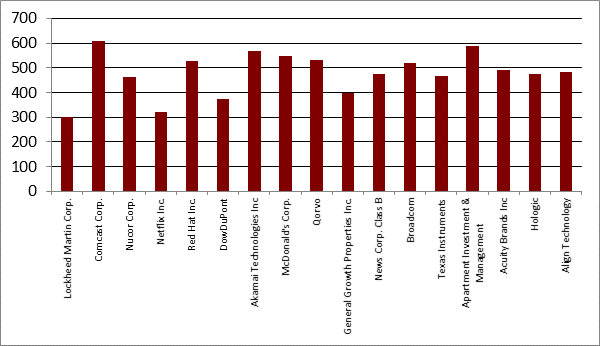 700
600
500
400
300
200
100
0
Lockheed Martin Corp.
Comcast Corp.
Nucor Corp.
Netflix Inc.
Red Hat Inc.
DowDuPont
Akamai Technologies Inc
McDonald's Corp.
Qorvo
General Growth Properties Inc.
News Corp. Class B
Broadcom
Texas Instruments
Apartment Investment &
Management
Acuity Brands Inc
Hologic
Align Technology